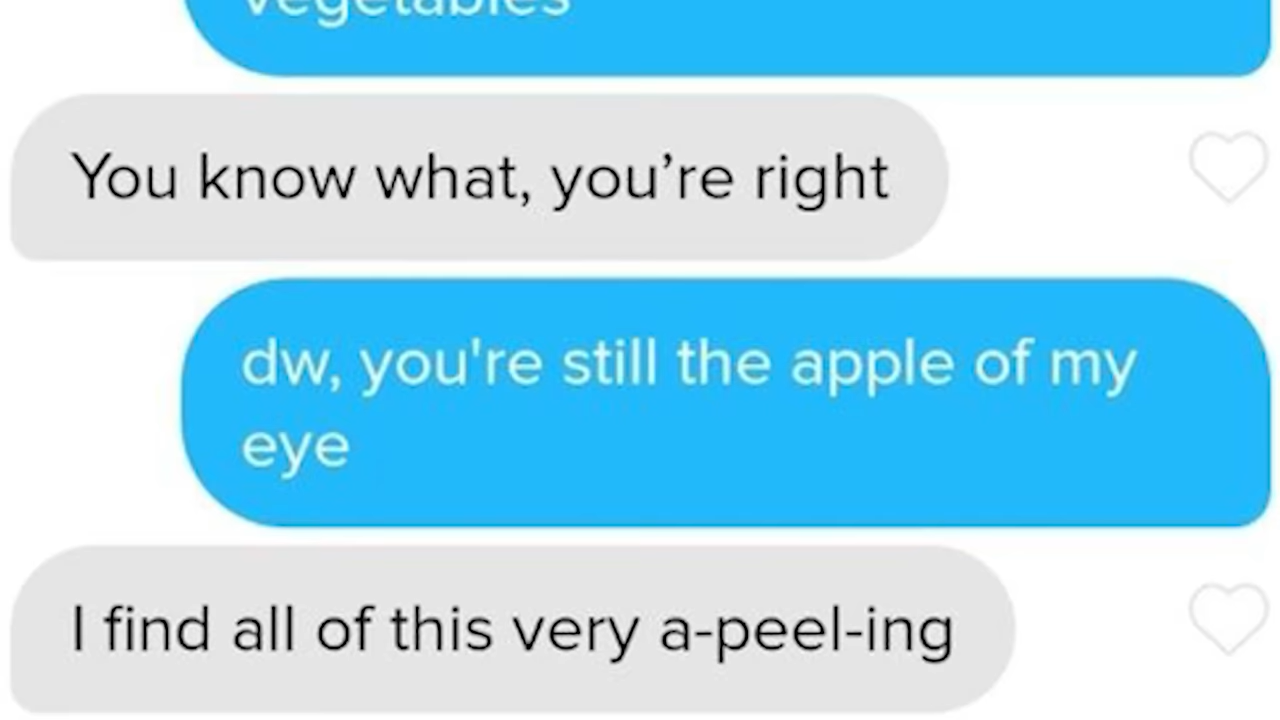 vegetables
You know what, you’re right
dw, you're still the apple of my
eye
I find all of this very a-peel-ing